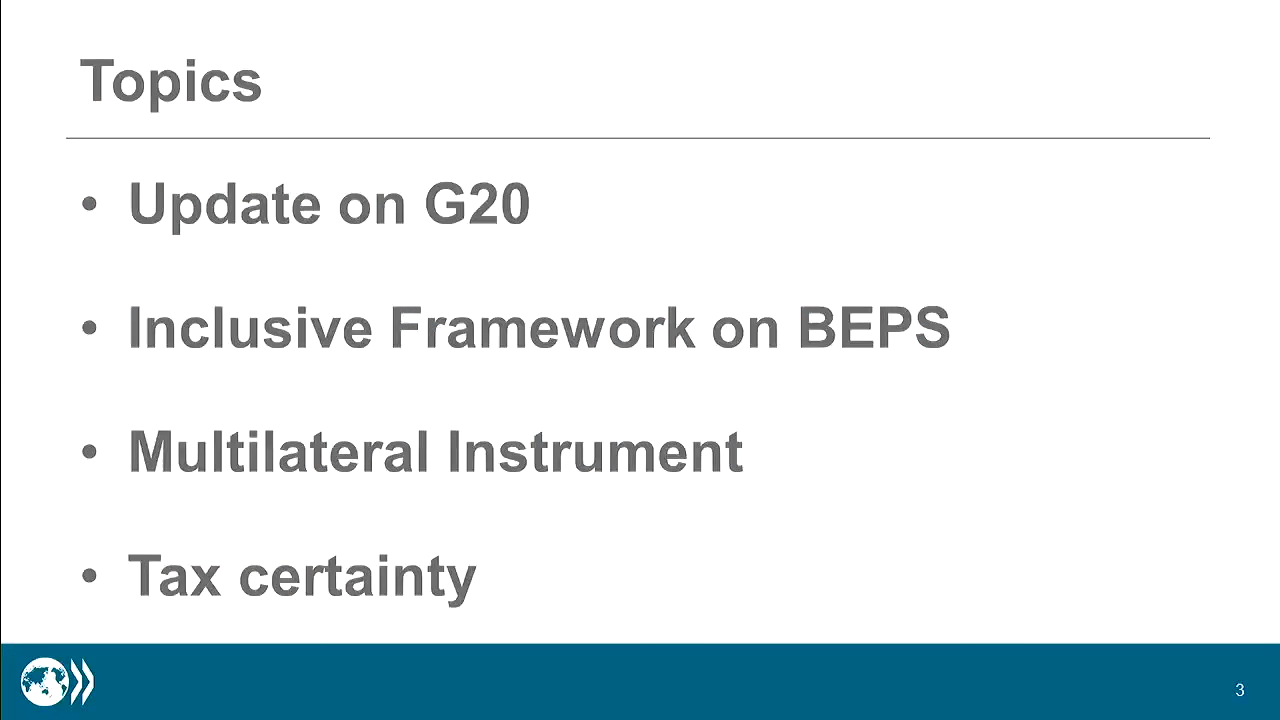 Topics
• Update on G20
• Inclusive Framework on BEPS
• Multilateral Instrument
• Tax certainty
3